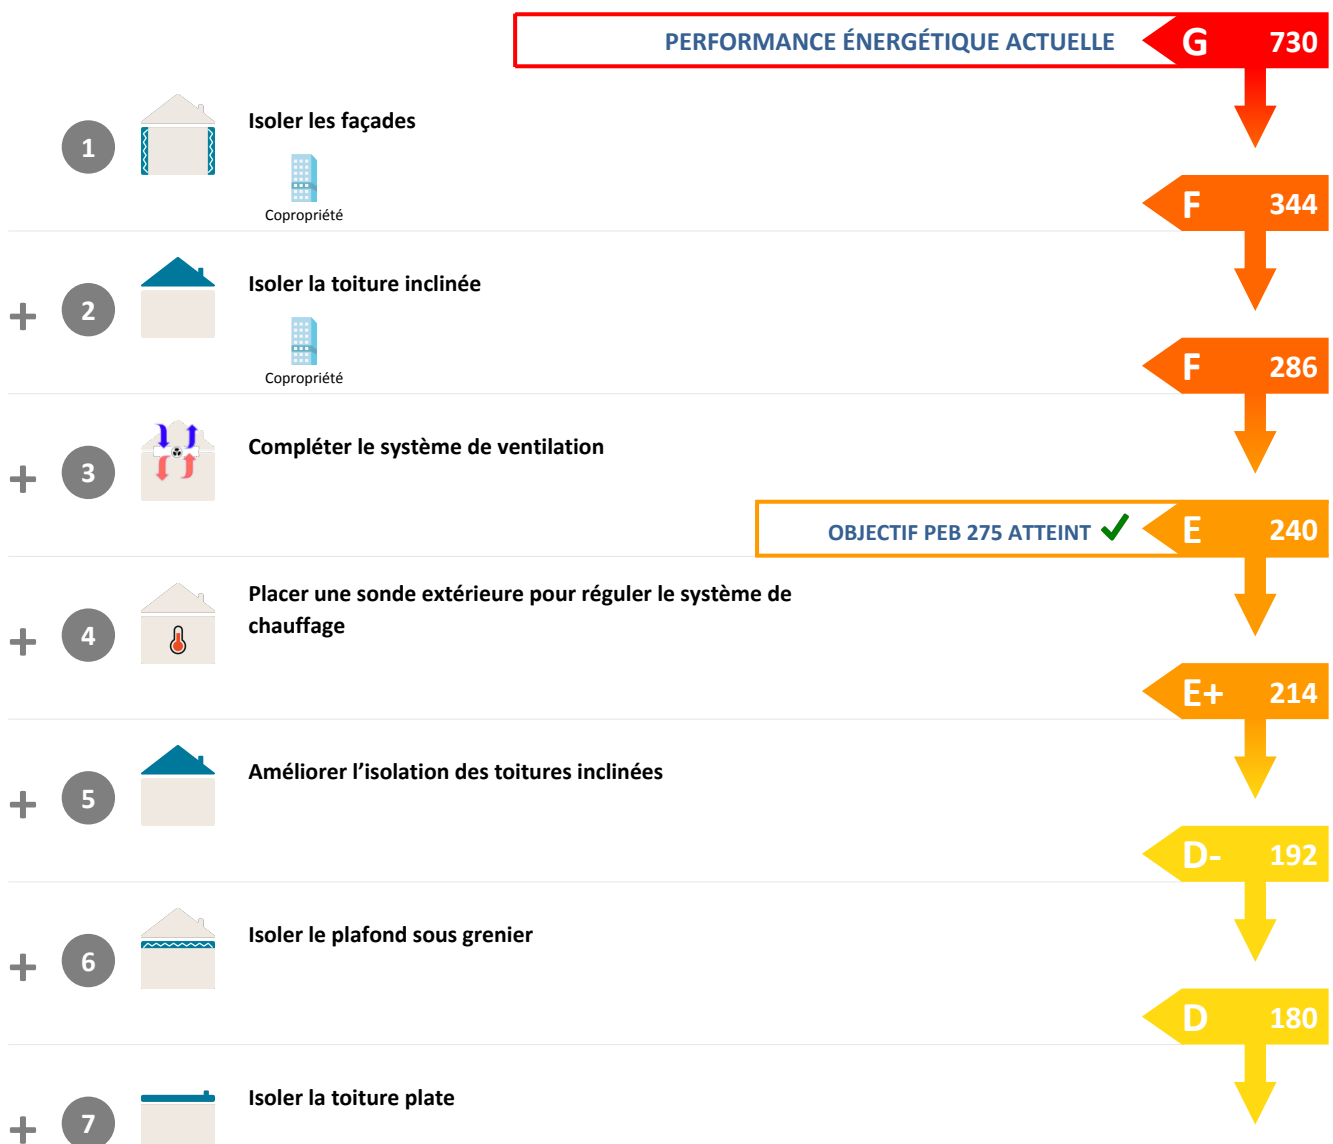 PERFORMANCE ÉNERGÉTIQUE ACTUELLE G 730
1 Isoler les façades
Copropriété
F 344
+ 2 Isoler la toiture inclinée
Copropriété
F 286
+ 3 Compléter le système de ventilation
OBJECTIF PEB 275 ATTEINT E 240
+ 4 Placer une sonde extérieure pour réguler le système de
chauffage
E+ 214
+ 5 Améliorer l’isolation des toitures inclinées
D- 192
+ 6 Isoler le plafond sous grenier
D 180
+ 7 Isoler la toiture plate